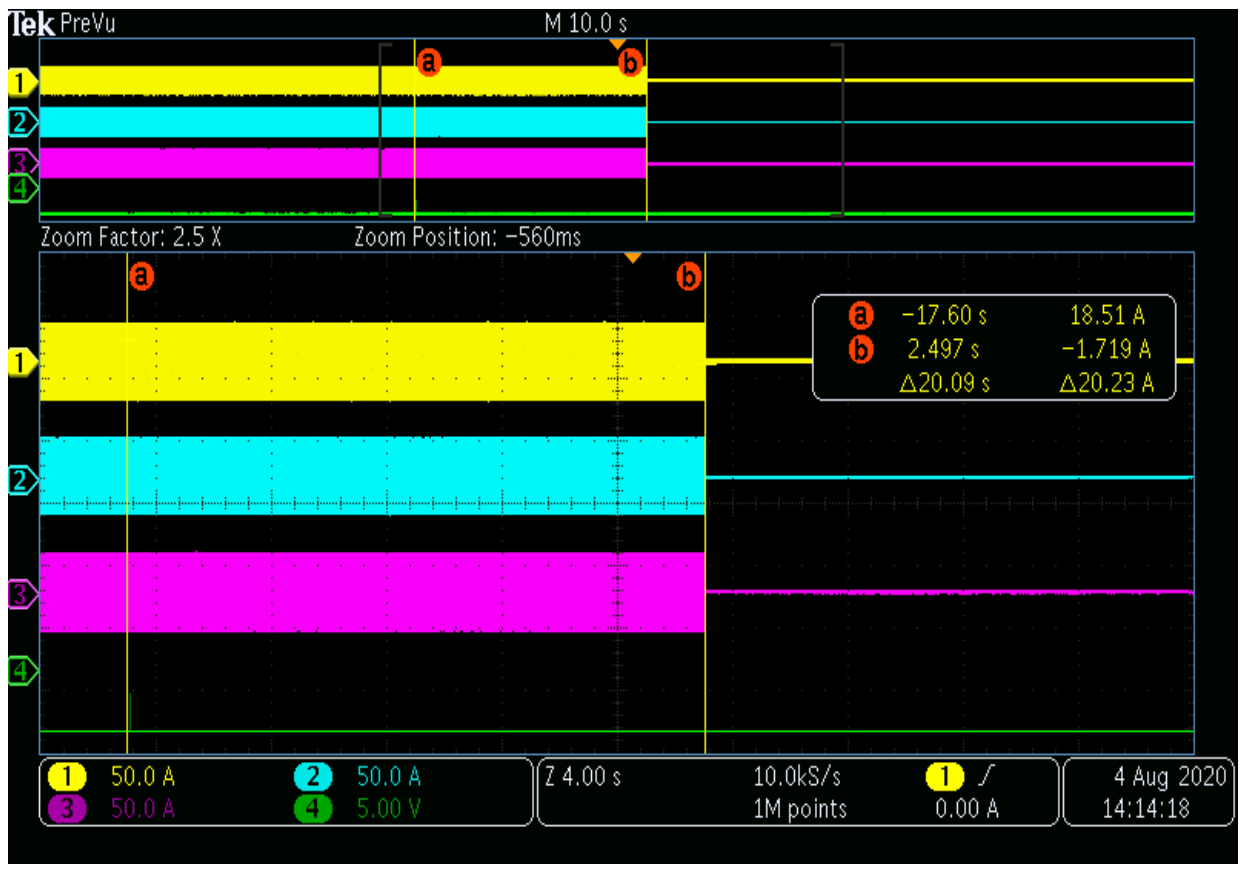 Tek PreVu M 10.0 s
a b
1
2
3
4
Zoom Factor: 2.5 X Zoom Position: −560ms
a b
a −17.60 s 18.51 A
b 2.497 s −1.719 A
Δ20.09 s Δ20.23 A
1
2
3
4
1 50.0 A 2 50.0 A Z 4.00 s 10.0kS/s 1 4 Aug 2020
3 50.0 A 4 5.00 V 1M points 0.00 A 14:14:18